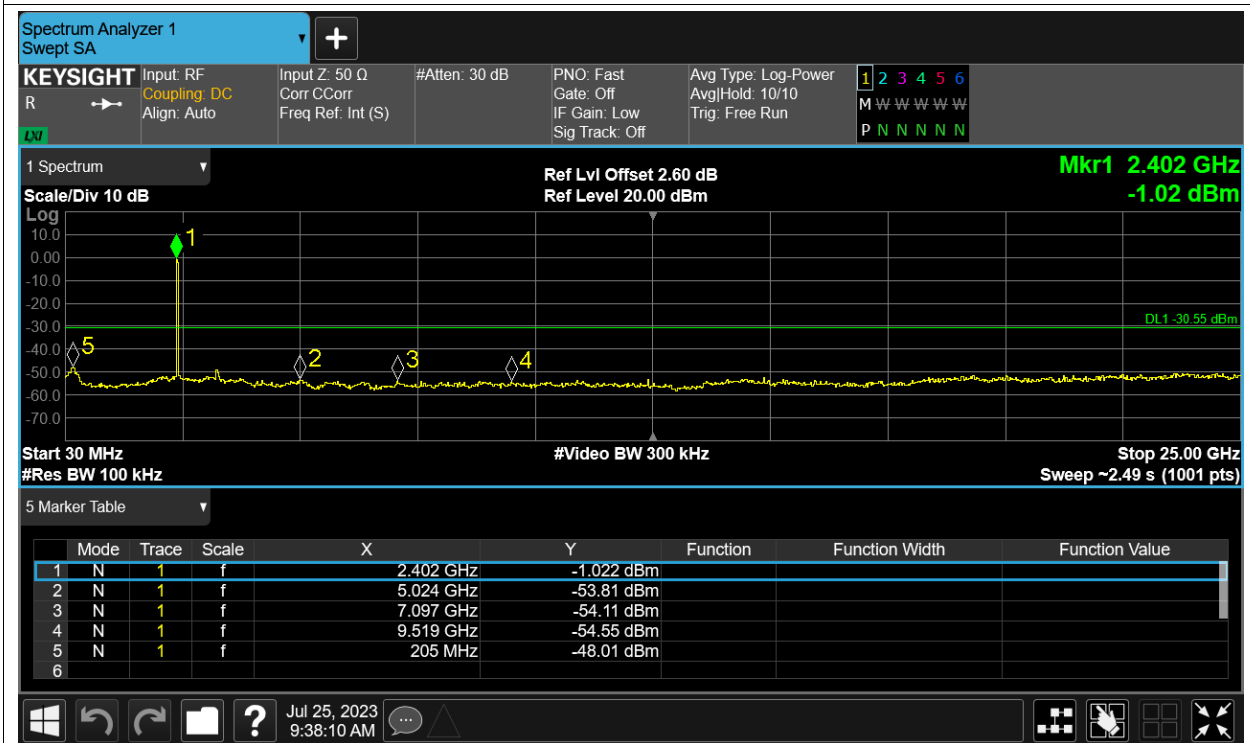 Spectrum Analyzer 1
Swept SA
KEYSIGHT Input: RF Input Z: 50 Ω #Atten: 30 dB PNO: Fast Avg Type: Log-Power 1 2 3 4 5 6
R Coupling: DC Corr CCorr Gate: Off Avg|Hold: 10/10 M W W W W W
Align: Auto Freq Ref: Int (S) IF Gain: Low Trig: Free Run
LXI Sig Track: Off P N N N N N
1 Spectrum Ref Lvl Offset 2.60 dB Mkr1 2.402 GHz
Scale/Div 10 dB Ref Level 20.00 dBm -1.02 dBm
Log
10.0 1
0.00
-10.0
-20.0
-30.0 DL1 -30.55 dBm
-40.0 5 2 3 4
-50.0
-60.0
-70.0
Start 30 MHz #Video BW 300 kHz Stop 25.00 GHz
#Res BW 100 kHz Sweep ~2.49 s (1001 pts)
5 Marker Table
Mode Trace Scale X Y Function Function Width Function Value
1 N 1 f 2.402 GHz -1.022 dBm
2 N 1 f 5.024 GHz -53.81 dBm
3 N 1 f 7.097 GHz -54.11 dBm
4 N 1 f 9.519 GHz -54.55 dBm
5 N 1 f 205 MHz -48.01 dBm
6
? Jul 25, 2023
9:38:10 AM